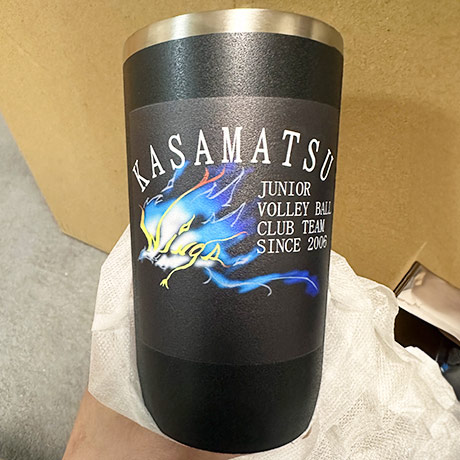 KASAMATSU
JUNIOR
VOLLEY BALL
CLUB TEAM
SINCE 2006
Wings